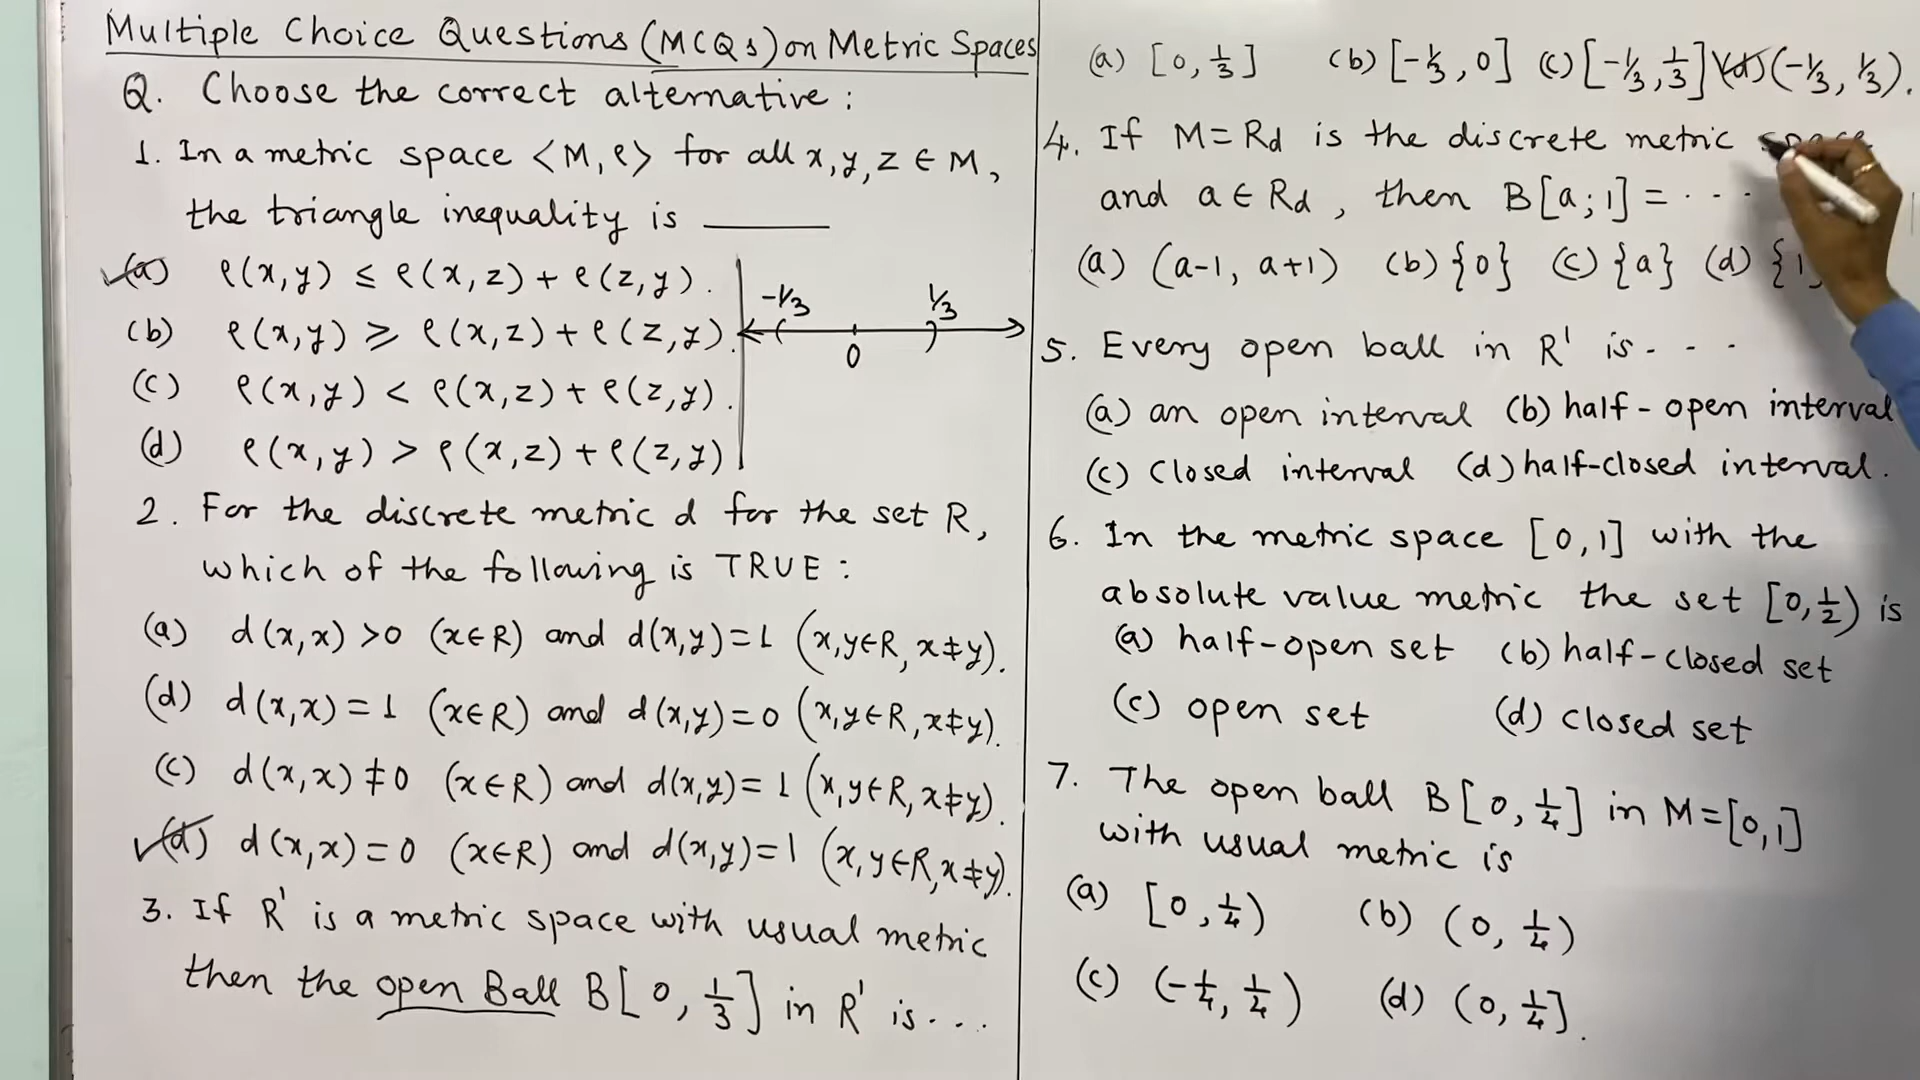 Multiple Choice Questions (MCQs) on Metric Spaces
Q. Choose the correct alternative :
1. In a metric space <M, ρ> for all x, y, z ∈ M,
the triangle inequality is ______
(a) ρ(x,y) ≤ ρ(x,z) + ρ(z,y).
(b) ρ(x,y) ≥ ρ(x,z) + ρ(z,y).
(c) ρ(x,y) < ρ(x,z) + ρ(z,y).
(d) ρ(x,y) > ρ(x,z) + ρ(z,y)
-1/3 1/3
0
2. For the discrete metric d for the set R,
which of the following is TRUE :
(a) d(x,x) >0 (x∈R) and d(x,y)=1 (x,y∈R, x≠y).
(d) d(x,x) = 1 (x∈R) and d(x,y)=0 (x,y∈R, x≠y).
(c) d(x,x) ≠ 0 (x∈R) and d(x,y)=1 (x,y∈R, x≠y).
(d) d(x,x) = 0 (x∈R) and d(x,y)=1 (x,y∈R, x≠y).
3. If R' is a metric space with usual metric
then the open Ball B[0, 1/3] in R' is...
(a) [0, 1/3] (b) [-1/3, 0] (c) [-1/3, 1/3] (d) (-1/3, 1/3).
4. If M = Rd is the discrete metric space
and a ∈ Rd, then B[a; 1] = ...
(a) (a-1, a+1) (b) {0} (c) {a} (d) {1
5. Every open ball in R' is - - -
(a) an open interval (b) half-open interval
(c) closed interval (d) half-closed interval.
6. In the metric space [0,1] with the
absolute value metric the set [0, 1/2) is
(a) half-open set (b) half-closed set
(c) open set (d) closed set
7. The open ball B[0, 1/4] in M = [0,1]
with usual metric is
(a) [0, 1/4) (b) (0, 1/4)
(c) (-1/4, 1/4) (d) (0, 1/4].